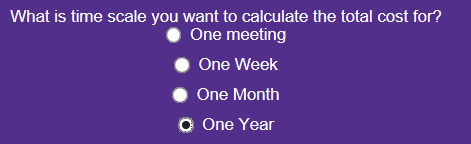 What is time scale you want to calculate the total cost for?
One meeting
One Week
One Month
One Year